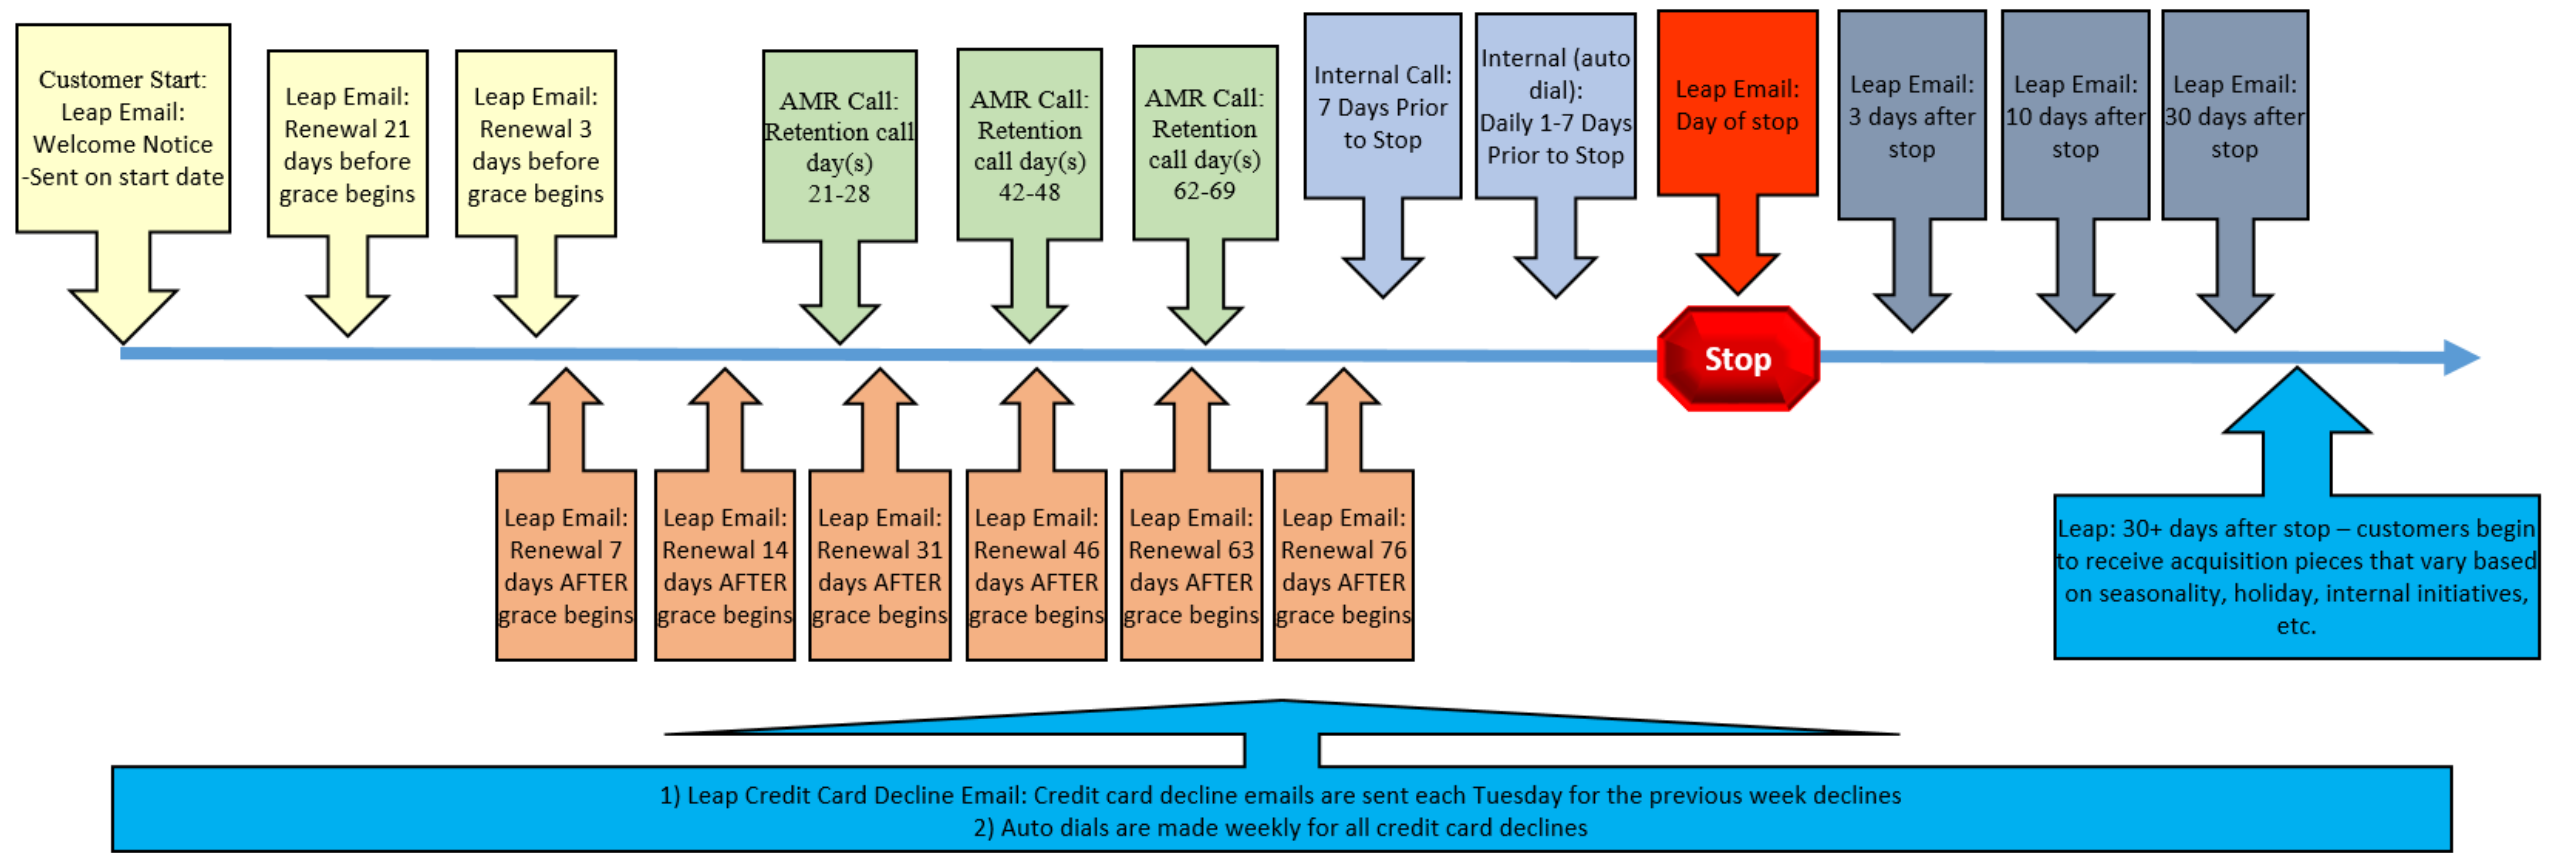 Customer Start:
Leap Email:
Welcome Notice
-Sent on start date
Leap Email:
Renewal 21
days before
grace begins
Leap Email:
Renewal 3
days before
grace begins
AMR Call:
Retention call
day(s)
21-28
AMR Call:
Retention
call day(s)
42-48
AMR Call:
Retention
call day(s)
62-69
Internal Call:
7 Days Prior
to Stop
Internal (auto
dial):
Daily 1-7 Days
Prior to Stop
Leap Email:
Day of stop
Leap Email:
3 days after
stop
Leap Email:
10 days after
stop
Leap Email:
30 days after
stop
Stop
Leap Email:
Renewal 7
days AFTER
grace begins
Leap Email:
Renewal 14
days AFTER
grace begins
Leap Email:
Renewal 31
days AFTER
grace begins
Leap Email:
Renewal 46
days AFTER
grace begins
Leap Email:
Renewal 63
days AFTER
grace begins
Leap Email:
Renewal 76
days AFTER
grace begins
Leap: 30+ days after stop – customers begin
to receive acquisition pieces that vary based
on seasonality, holiday, internal initiatives,
etc.
1) Leap Credit Card Decline Email: Credit card decline emails are sent each Tuesday for the previous week declines
2) Auto dials are made weekly for all credit card declines